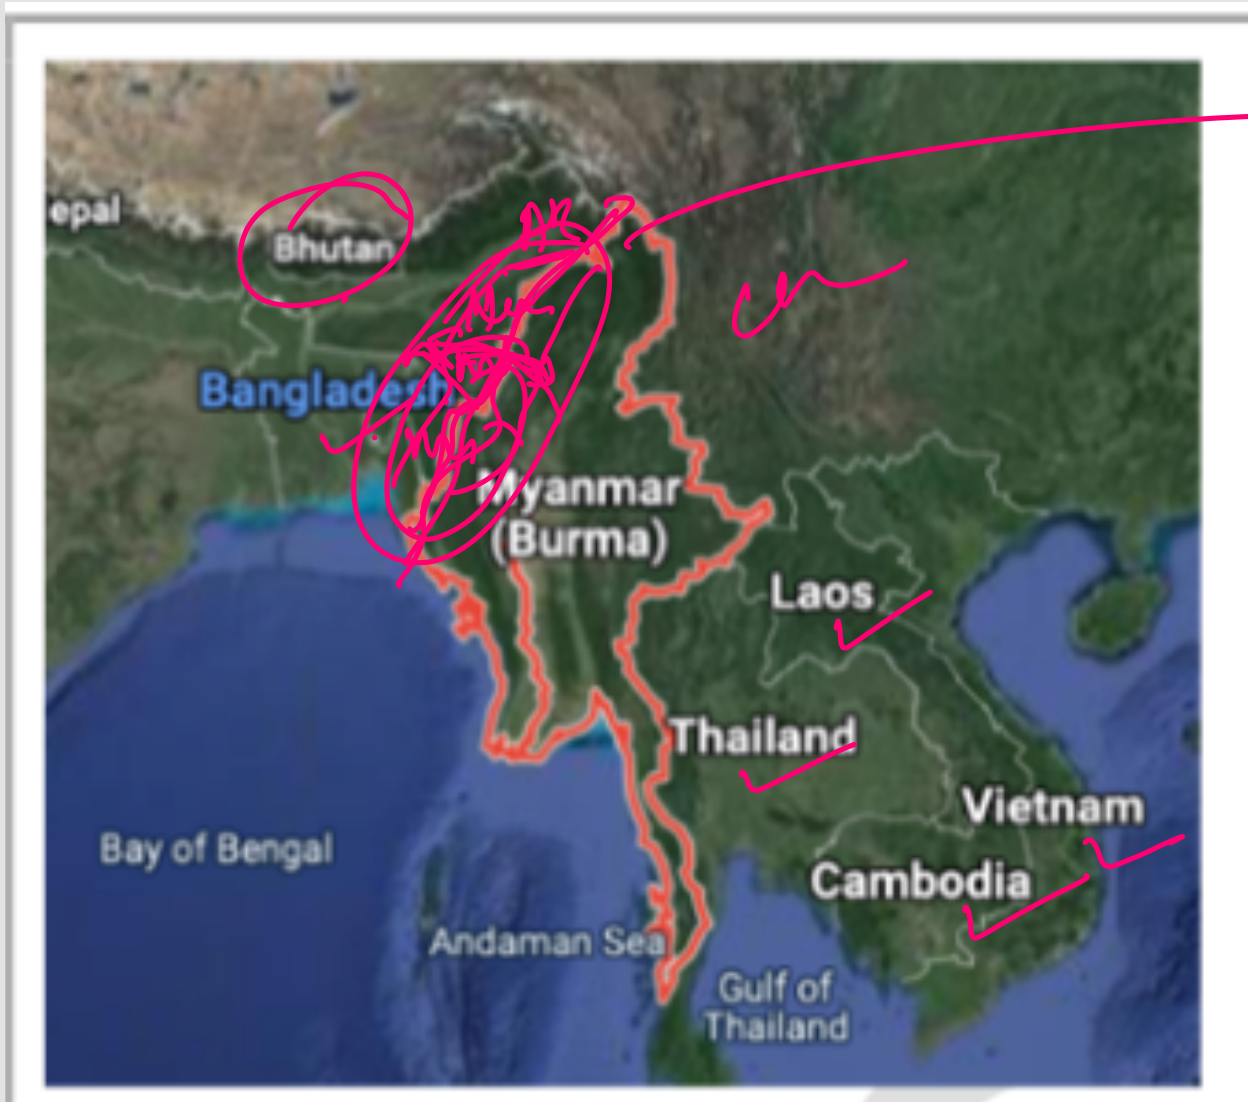 epal
Bhutan
Bangladesh
Myanmar
(Burma)
Laos
Thailand
Vietnam
Cambodia
Bay of Bengal
Andaman Sea
Gulf of
Thailand